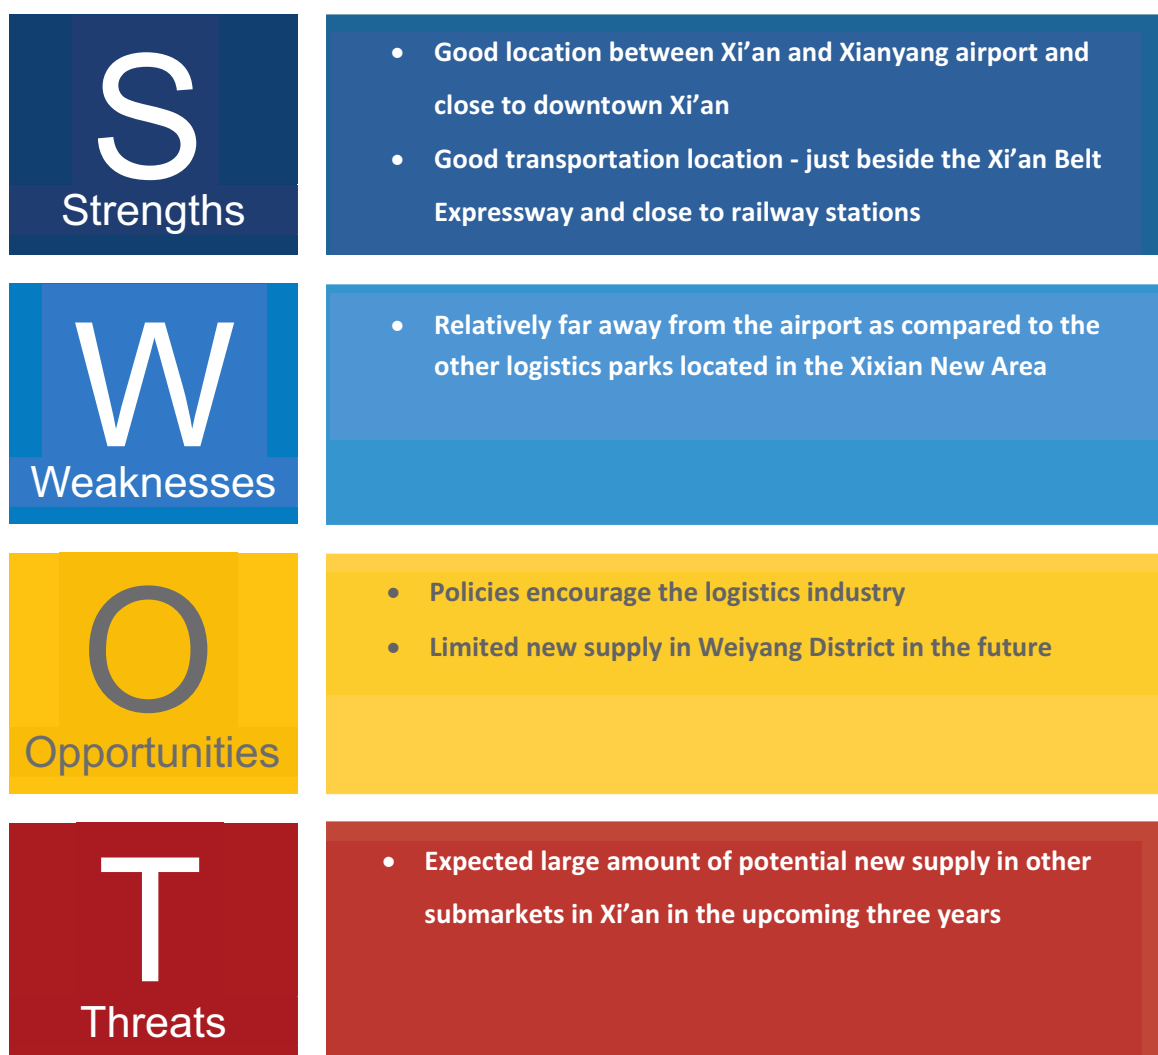 S
Strengths
• Good location between Xi’an and Xianyang airport and
close to downtown Xi’an
• Good transportation location - just beside the Xi’an Belt
Expressway and close to railway stations
W
Weaknesses
• Relatively far away from the airport as compared to the
other logistics parks located in the Xixian New Area
O
Opportunities
• Policies encourage the logistics industry
• Limited new supply in Weiyang District in the future
T
Threats
• Expected large amount of potential new supply in other
submarkets in Xi’an in the upcoming three years